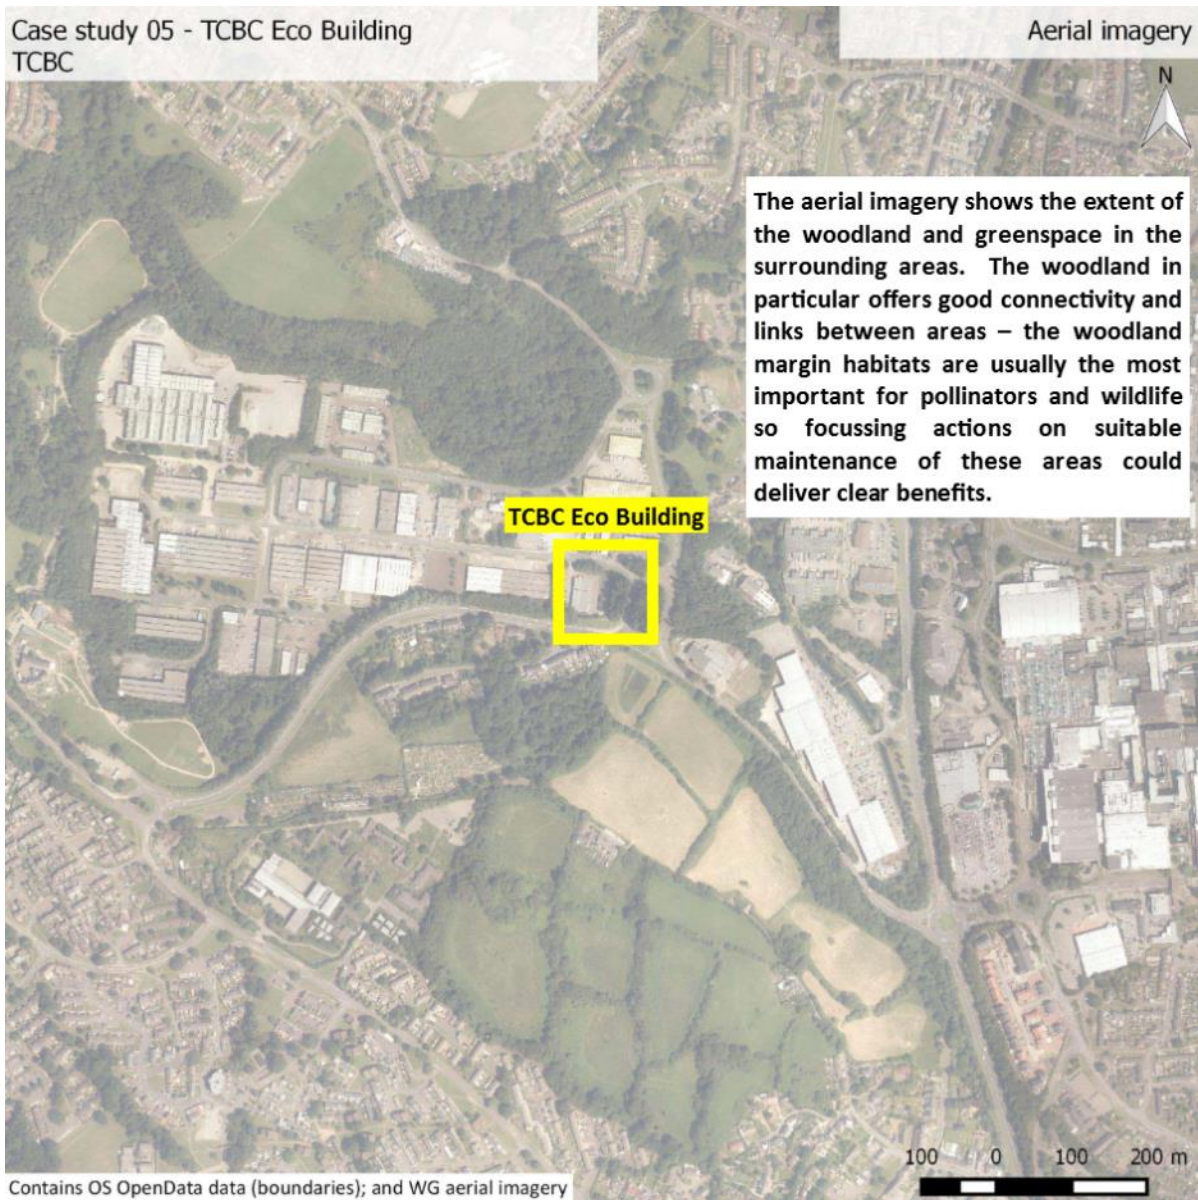 Case study 05 - TCBC Eco Building
TCBC
Aerial imagery
N
The aerial imagery shows the extent of
the woodland and greenspace in the
surrounding areas. The woodland in
particular offers good connectivity and
links between areas – the woodland
margin habitats are usually the most
important for pollinators and wildlife
so focussing actions on suitable
maintenance of these areas could
deliver clear benefits.
TCBC Eco Building
100 0 100 200 m
Contains OS OpenData data (boundaries); and WG aerial imagery